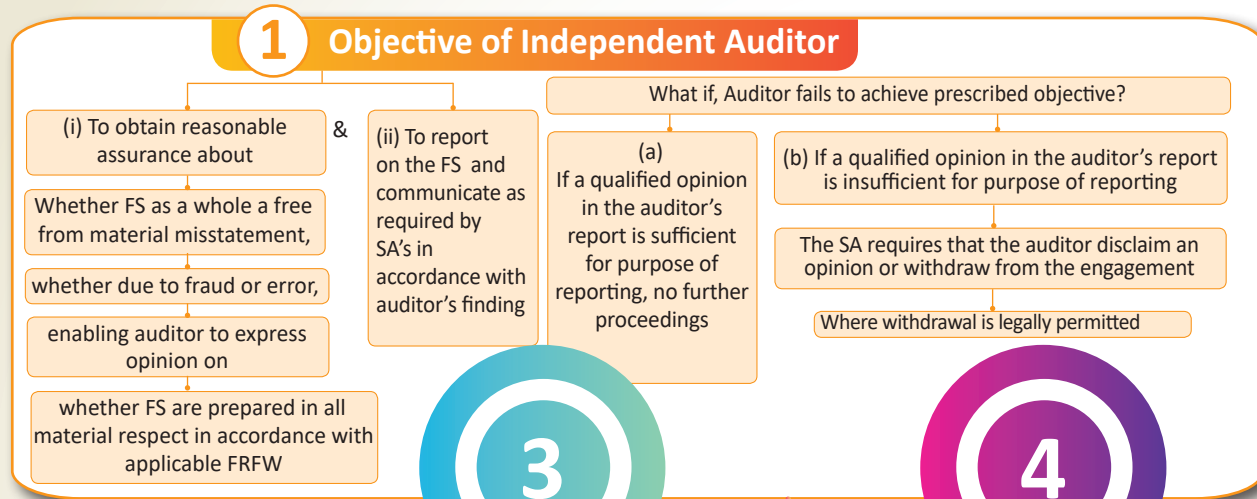 1 Objective of Independent Auditor
(i) To obtain reasonable
assurance about
Whether FS as a whole a free
from material misstatement,
whether due to fraud or error,
enabling auditor to express
opinion on
whether FS are prepared in all
material respect in accordance with
applicable FRFW
&
(ii) To report
on the FS and
communicate as
required by
SA's in
accordance with
auditor's finding
What if, Auditor fails to achieve prescribed objective?
(a)
If a qualified opinion
in the auditor's
report is sufficient
for purpose of
reporting, no further
proceedings
(b) If a qualified opinion in the auditor's report
is insufficient for purpose of reporting
The SA requires that the auditor disclaim an
opinion or withdraw from the engagement
Where withdrawal is legally permitted
3
4